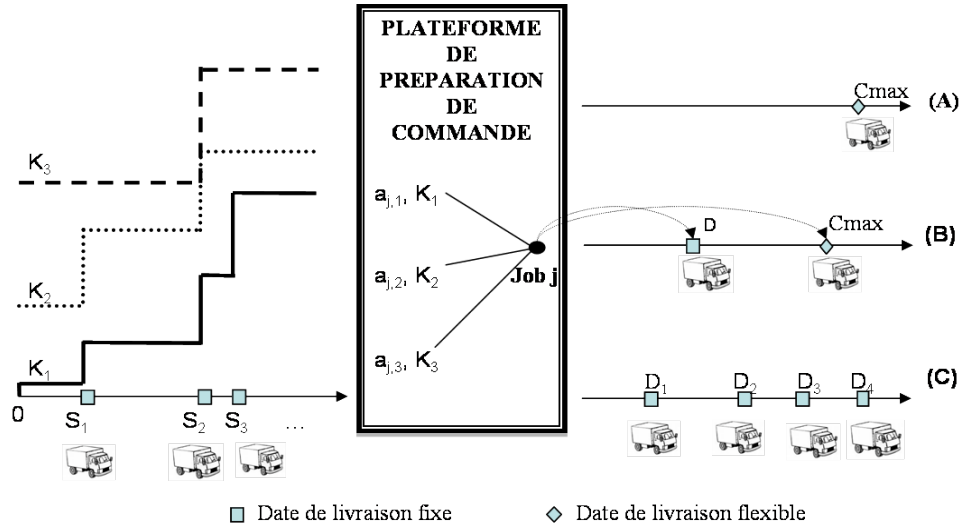 K₃
K₂
K₁
0
S₁
S₂
S₃
...
PLATEFORME
DE
PREPARATION
DE
COMMANDE
aⱼ,₁, K₁
aⱼ,₂, K₂
aⱼ,₃, K₃
Job j
Cmax
(A)
D
Cmax
(B)
D₁
D₂
D₃
D₄
(C)
Date de livraison fixe
Date de livraison flexible